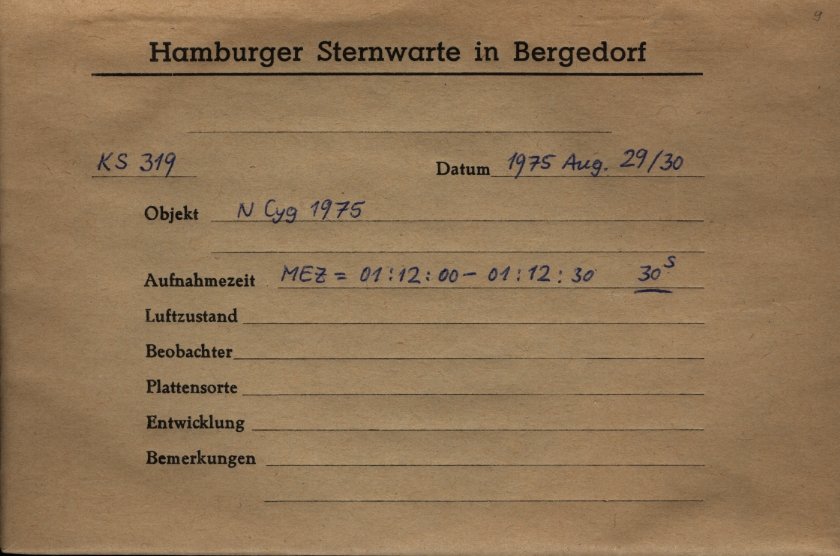 9
Hamburger Sternwarte in Bergedorf
KS 319 Datum 1975 Aug. 29/30
Objekt N Cyg 1975
Aufnahmezeit MEZ = 01:12:00 – 01:12:30 30s
Luftzustand
Beobachter
Plattensorte
Entwicklung
Bemerkungen